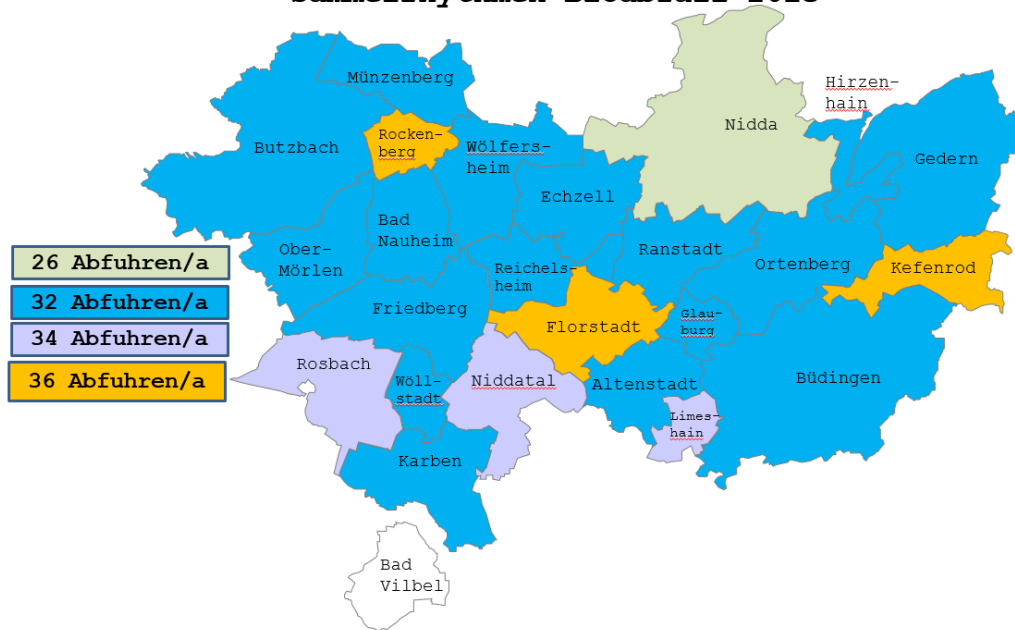 Sammelrhythmen Bioabfall
Münzenberg
Hirzen-
hain
Nidda
Rocken-
berg
Butzbach
Wölfers-
heim
Gedern
Echzell
Bad
Nauheim
Ober-
Mörlen
Ranstadt
Ortenberg
Kefenrod
Reichels-
heim
26 Abfuhren/a
32 Abfuhren/a
34 Abfuhren/a
36 Abfuhren/a
Friedberg
Florstadt
Glau-
burg
Rosbach
Wöll-
stadt
Niddatal
Altenstadt
Büdingen
Limes-
hain
Karben
Bad
Vilbel